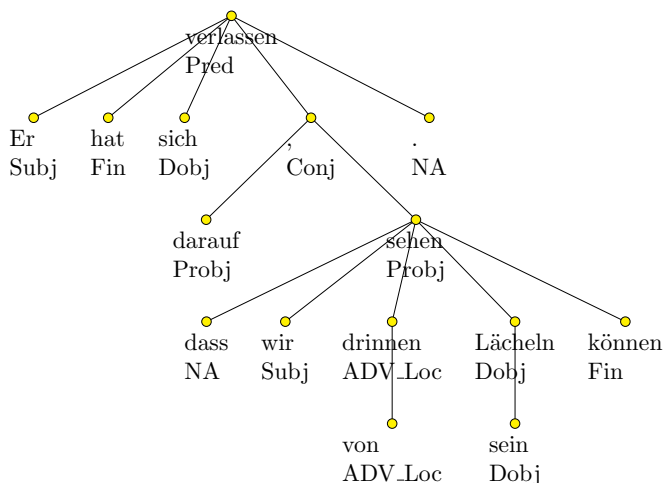 verlassen
Pred
Er hat sich , .
Subj Fin Dobj Conj NA
darauf sehen
Probj Probj
dass wir drinnen Lächeln können
NA Subj ADV_Loc Dobj Fin
von sein
ADV_Loc Dobj